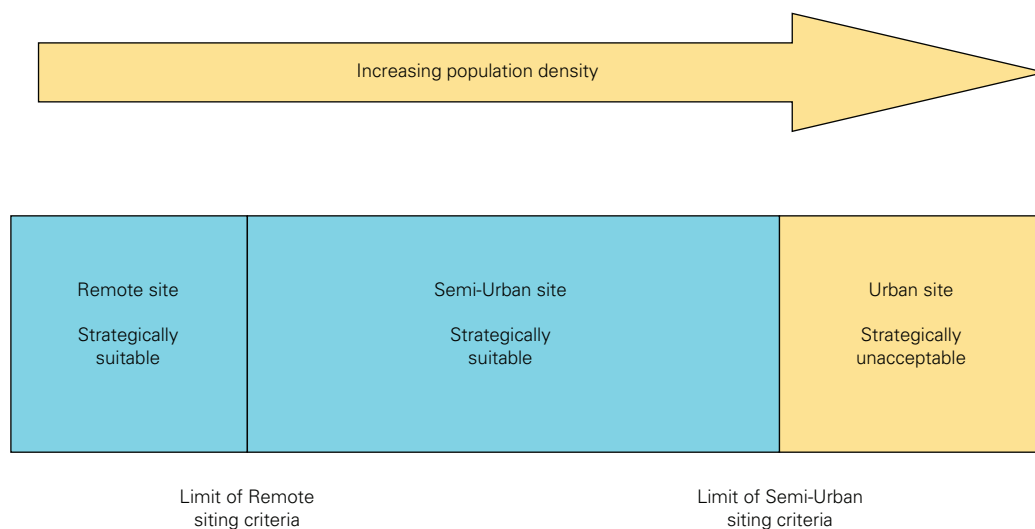 Increasing population density
Remote site
Strategically
suitable
Semi-Urban site
Strategically
suitable
Urban site
Strategically
unacceptable
Limit of Remote
siting criteria
Limit of Semi-Urban
siting criteria